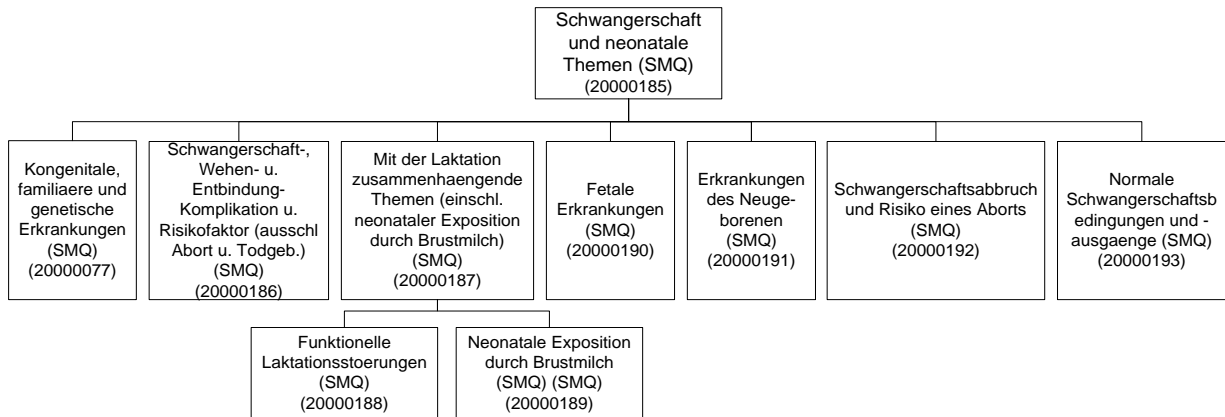 Schwangerschaft
und neonatale
Themen (SMQ)
(20000185)
Kongenitale,
familiaere und
genetische
Erkrankungen
(SMQ)
(20000077)
Schwangerschaft-,
Wehen- u.
Entbindung-
Komplikation u.
Risikofaktor (ausschl
Abort u. Todgeb.)
(SMQ)
(20000186)
Mit der Laktation
zusammenhaengende
Themen (einschl.
neonataler Exposition
durch Brustmilch)
(SMQ)
(20000187)
Fetale
Erkrankungen
(SMQ)
(20000190)
Erkrankungen
des Neuge-
borenen
(SMQ)
(20000191)
Schwangerschaftsabbruch
und Risiko eines Aborts
(SMQ)
(20000192)
Normale
Schwangerschaftsb
edingungen und -
ausgaenge (SMQ)
(20000193)
Funktionelle
Laktationsstoerungen
(SMQ)
(20000188)
Neonatale Exposition
durch Brustmilch
(SMQ) (SMQ)
(20000189)